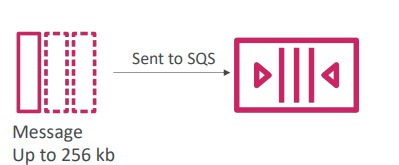 Sent to SQS
Message
Up to 256 kb